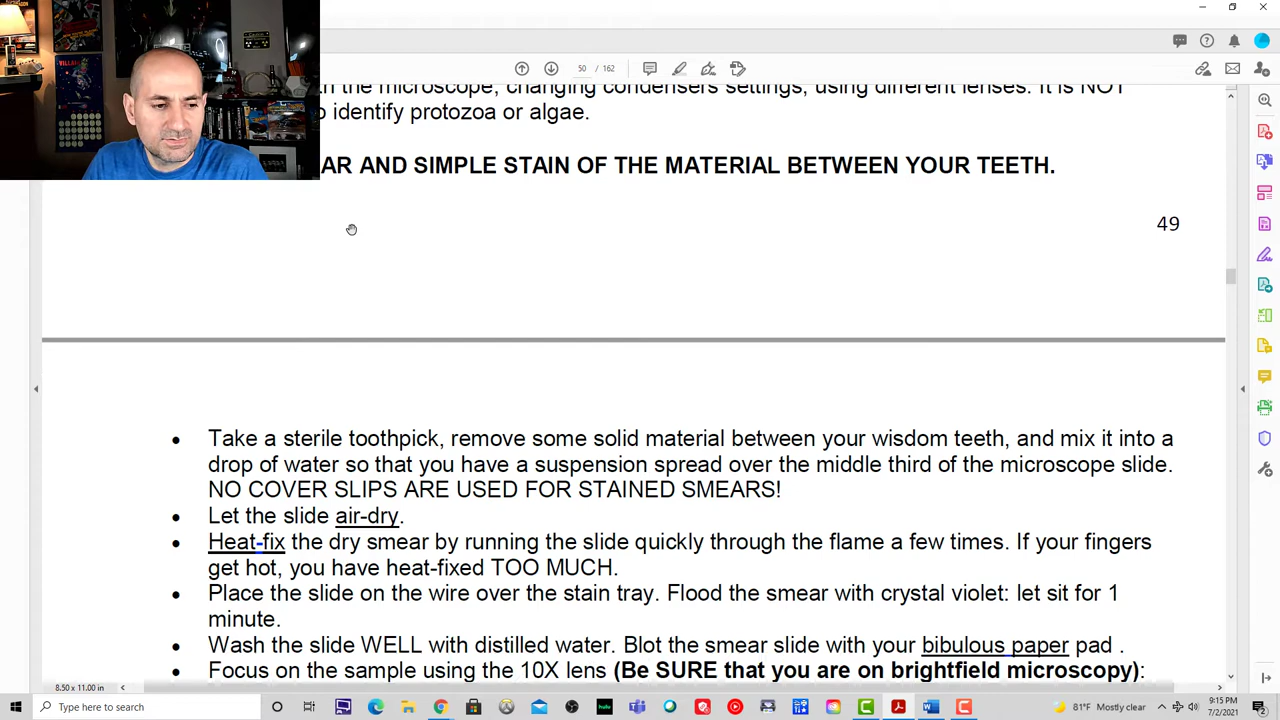 50 / 162
the microscope, changing condensers settings, using different lenses. It is NOT
identify protozoa or algae.
AR AND SIMPLE STAIN OF THE MATERIAL BETWEEN YOUR TEETH.
49
• Take a sterile toothpick, remove some solid material between your wisdom teeth, and mix it into a
drop of water so that you have a suspension spread over the middle third of the microscope slide.
NO COVER SLIPS ARE USED FOR STAINED SMEARS!
• Let the slide air-dry.
• Heat-fix the dry smear by running the slide quickly through the flame a few times. If your fingers
get hot, you have heat-fixed TOO MUCH.
• Place the slide on the wire over the stain tray. Flood the smear with crystal violet: let sit for 1
minute.
• Wash the slide WELL with distilled water. Blot the smear slide with your bibulous paper pad .
• Focus on the sample using the 10X lens (Be SURE that you are on brightfield microscopy):
8.50 x 11.00 in
Type here to search
hulu
81°F Mostly clear
9:15 PM
7/2/2021
2